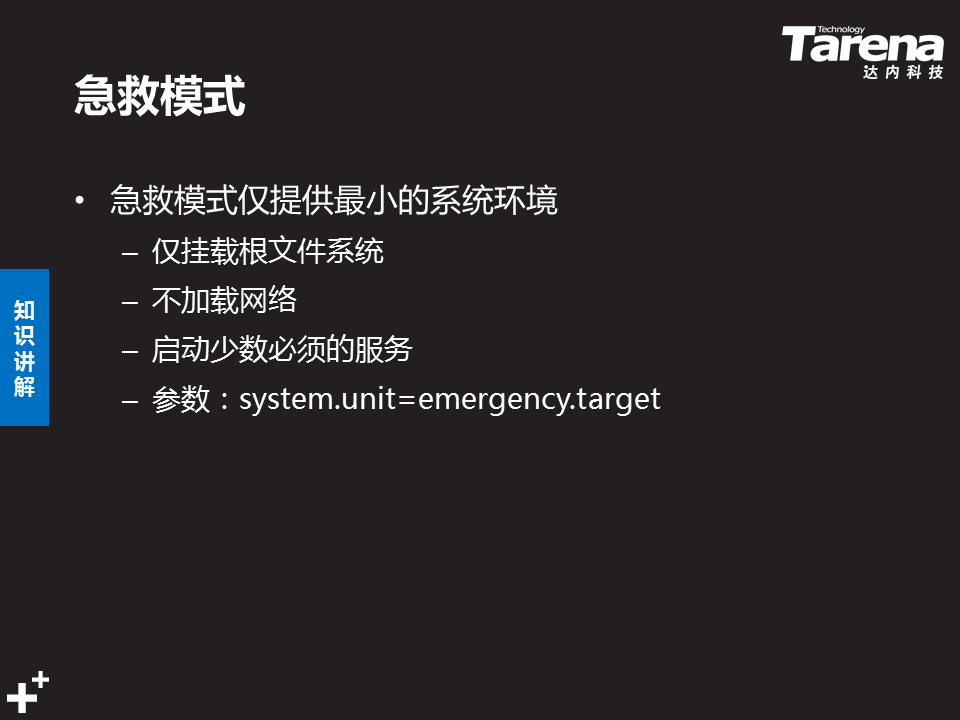 Technology
Tarena
达内科技
急救模式
• 急救模式仅提供最小的系统环境
– 仅挂载根文件系统
– 不加载网络
– 启动少数必须的服务
– 参数：system.unit=emergency.target
知识讲解